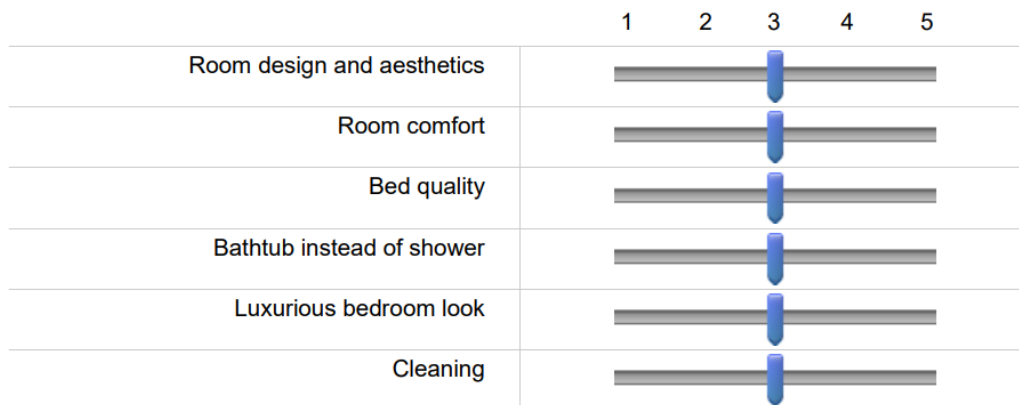 1 2 3 4 5
Room design and aesthetics
Room comfort
Bed quality
Bathtub instead of shower
Luxurious bedroom look
Cleaning